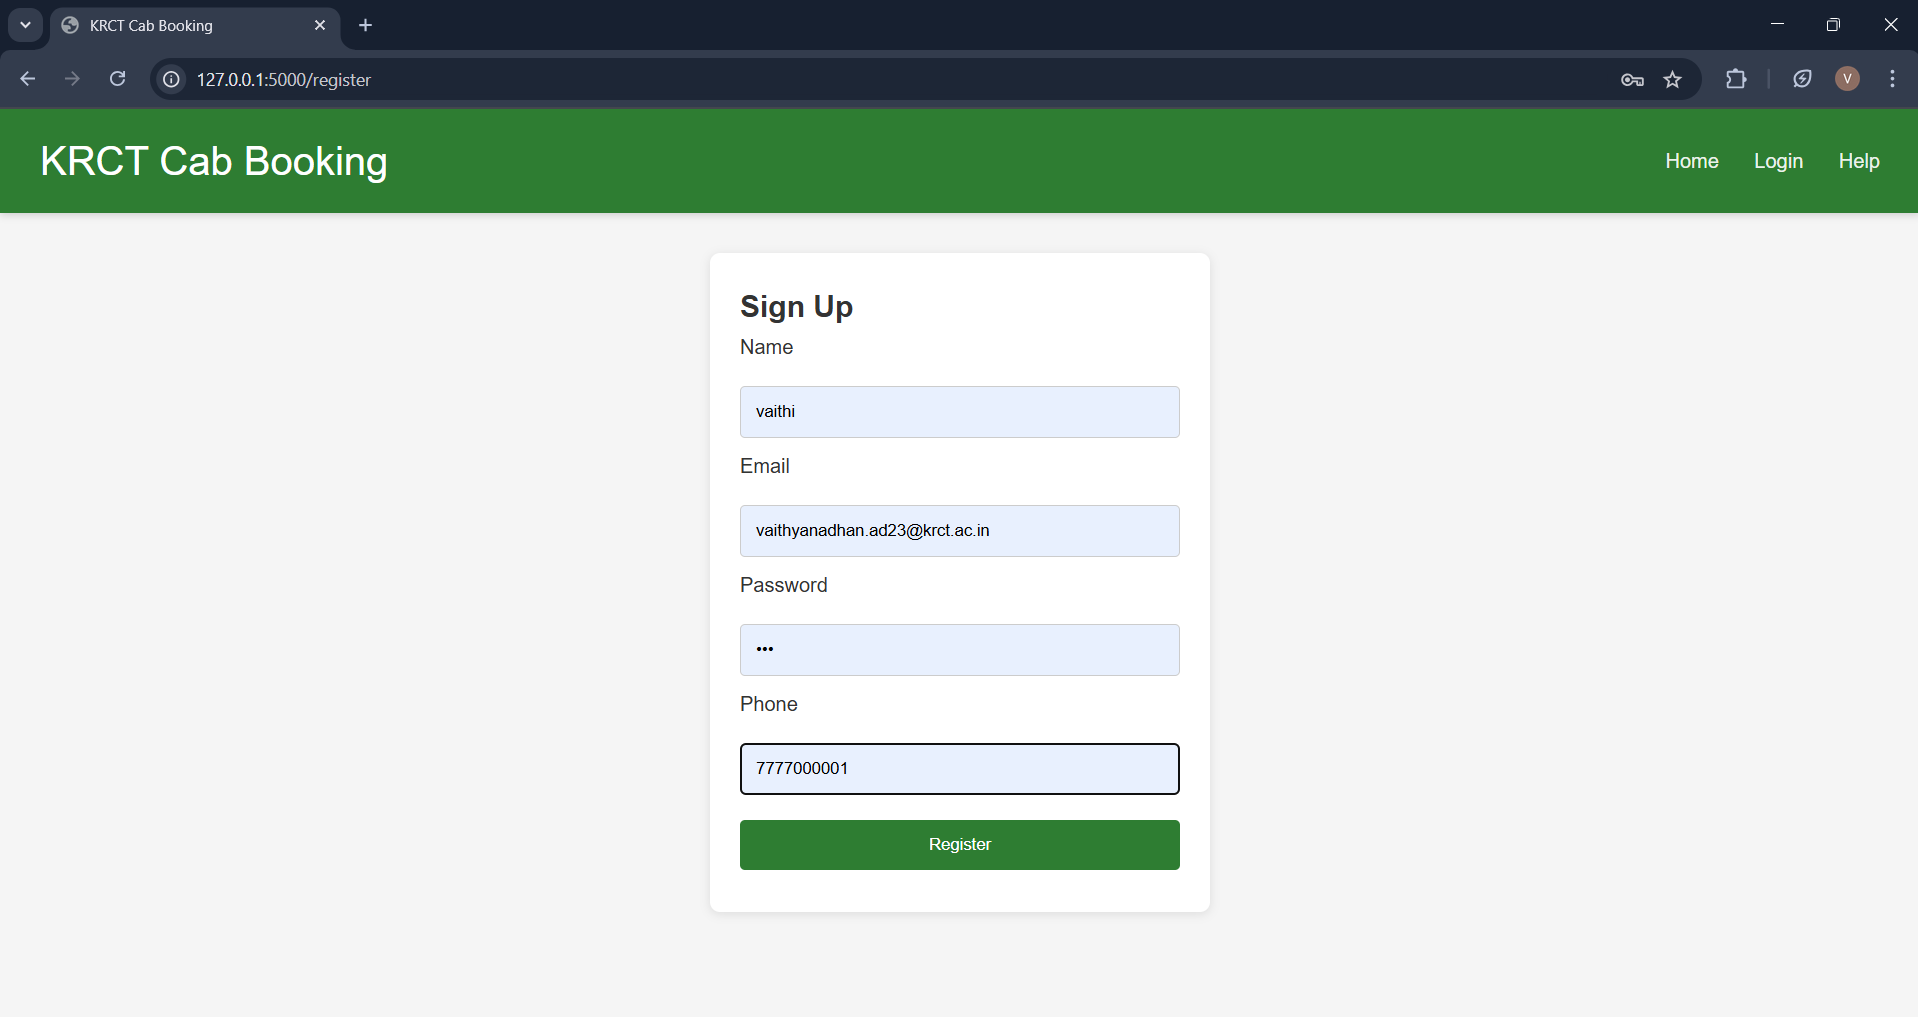 KRCT Cab Booking
127.0.0.1:5000/register
V
KRCT Cab Booking
Home Login Help
Sign Up
Name
vaithi
Email
vaithyanadhan.ad23@krct.ac.in
Password
•••
Phone
7777000001
Register